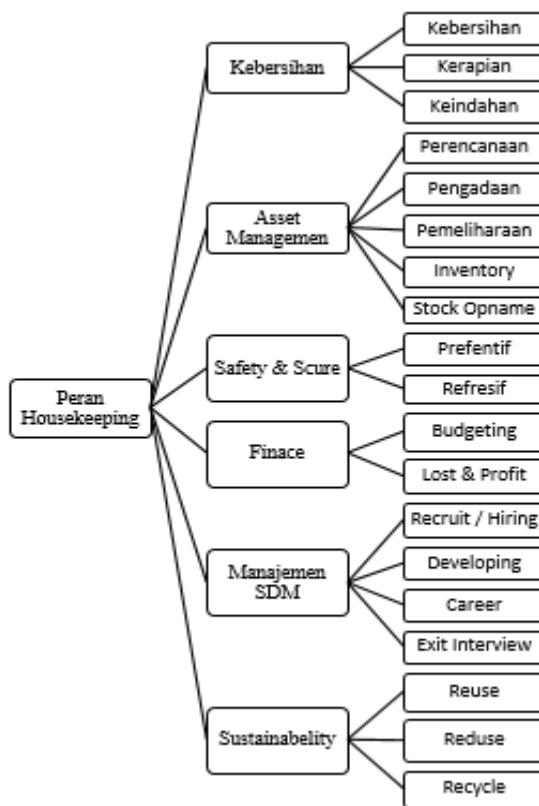 Peran
Housekeeping
Kebersihan
Kebersihan
Kerapian
Keindahan
Asset
Managemen
Perencanaan
Pengadaan
Pemeliharaan
Inventory
Stock Opname
Safety & Scure
Prefentif
Refresif
Finace
Budgeting
Lost & Profit
Manajemen
SDM
Recruit / Hiring
Developing
Career
Exit Interview
Sustainabelity
Reuse
Reduse
Recycle